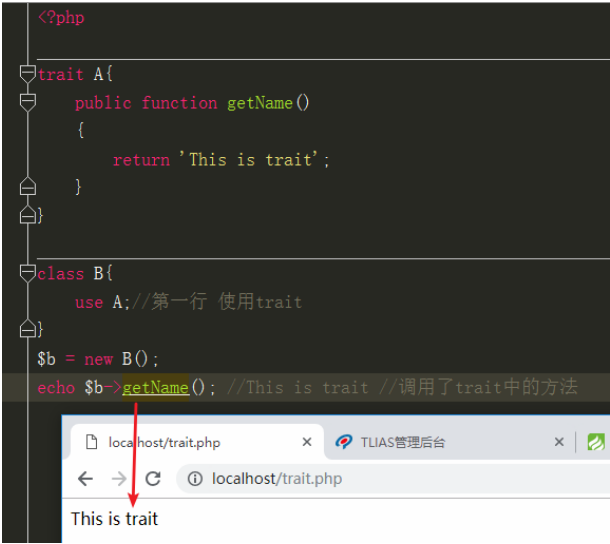 <?php
trait A{
public function getName()
{
return 'This is trait';
}
}
class B{
use A;//第一行 使用trait
}
$b = new B();
echo $b->getName(); //This is trait //调用了trait中的方法
localhost/trait.php × TLIAS管理后台 ×
localhost/trait.php
This is trait